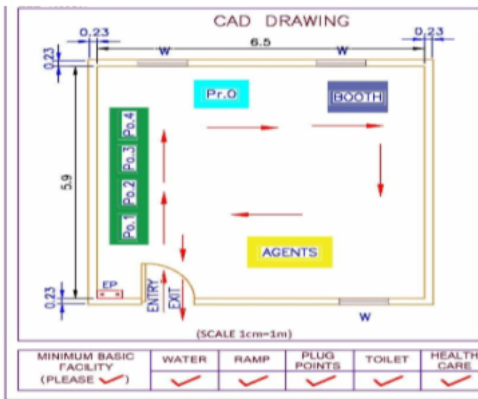 CAD DRAWING
0.23
6.5
0.23
W
W
0.23
Pr.O
BOOTH
Po.4
Po.3
Po.2
Po.1
5.9
AGENTS
EP
ENTRY
EXIT
0.23
W
(SCALE 1cm=1m)
MINIMUM BASIC
FACILITY
(PLEASE ✓)
WATER
RAMP
PLUG
POINTS
TOILET
HEALTH
CARE
✓ ✓ ✓ ✓ ✓